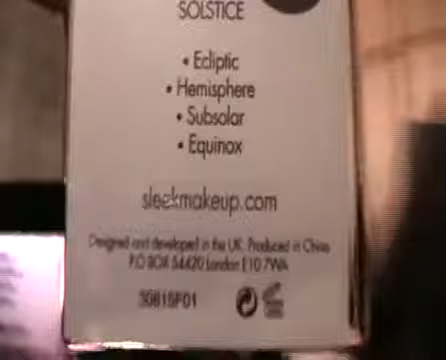 SOLSTICE
• Ecliptic
• Hemisphere
• Subsolar
• Equinox
sleekmakeup.com
Designed and developed in the UK. Produced in China
P.O BOX 54420 London E10 7WA